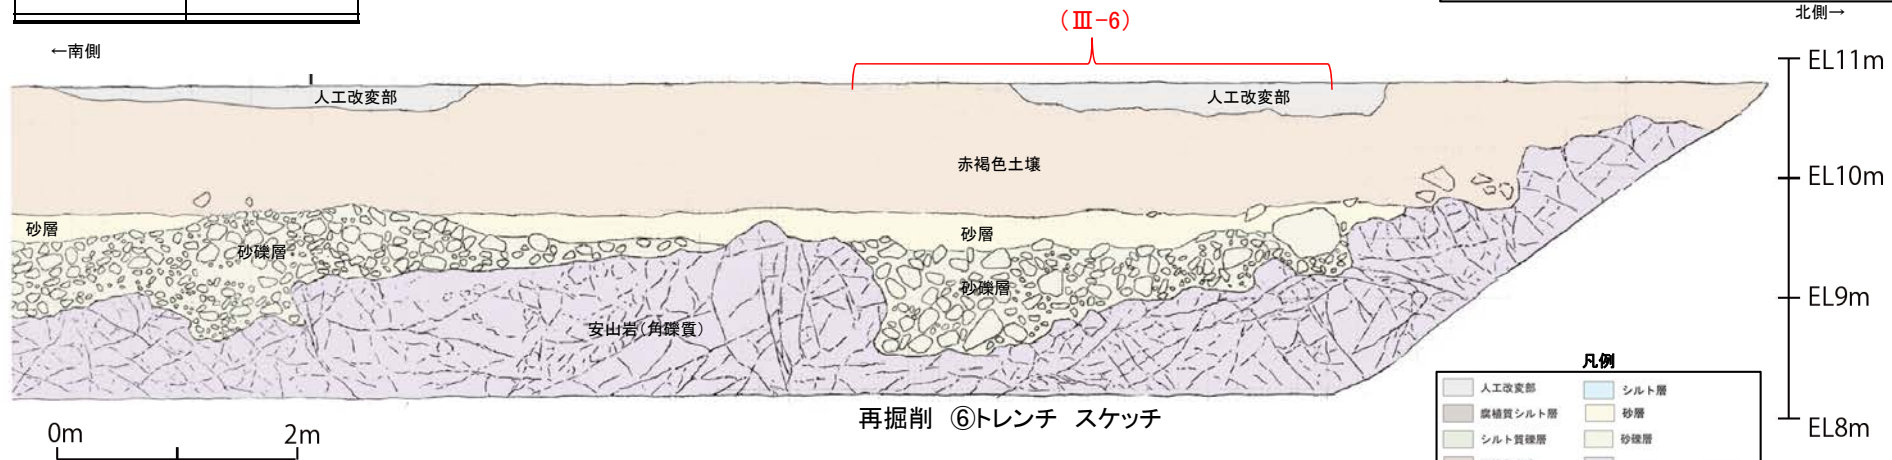 北側→
(Ⅲ-6)
←南側
EL11m
人工改変部
人工改変部
赤褐色土壌
EL10m
砂層
砂層
砂礫層
砂礫層
EL9m
安山岩(角礫質)
凡例
人工改変部
シルト層
腐植質シルト層
砂層
シルト質礫層
砂礫層
再掘削 ⑥トレンチ スケッチ
EL8m
0m
2m